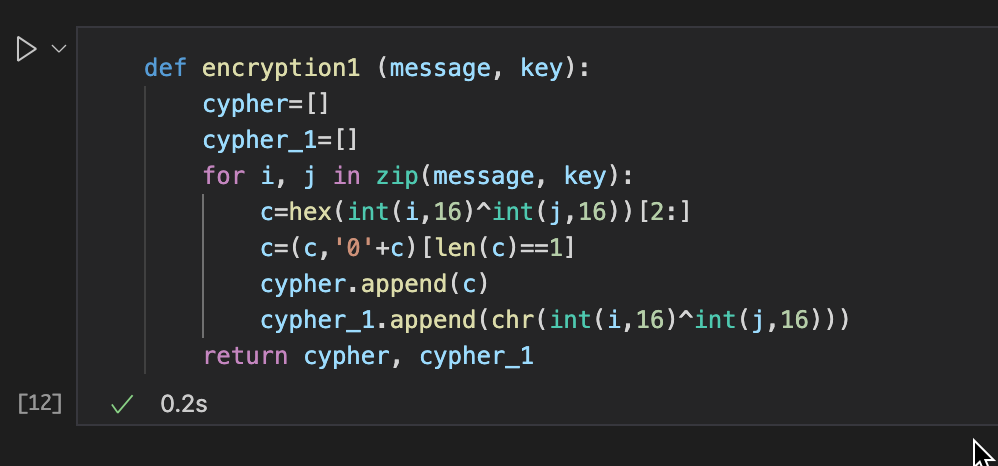 def encryption1 (message, key):
    cypher=[]
    cypher_1=[]
    for i, j in zip(message, key):
        c=hex(int(i,16)^int(j,16))[2:]
        c=(c,'0'+c)[len(c)==1]
        cypher.append(c)
        cypher_1.append(chr(int(i,16)^int(j,16)))
    return cypher, cypher_1
[12] 0.2s